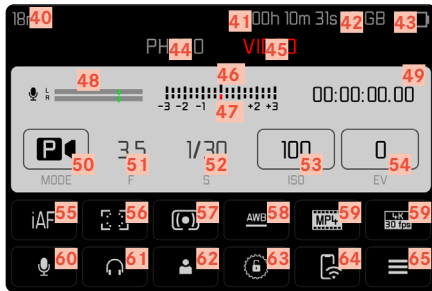 18m 40 41 00h 10m 31s 42 GB 43
PH 44 O VID 45 O
46 49
48
L
R
-3 -2 -1 47 +2 +3 00:00:00.00
P 3.5 1/30 100 0
50 51 52 53 54
MODE F S ISO EV
iAF 55 56 57 AWB 58 MP4 59 4K 30 fps 59
60 61 62 63 64 65